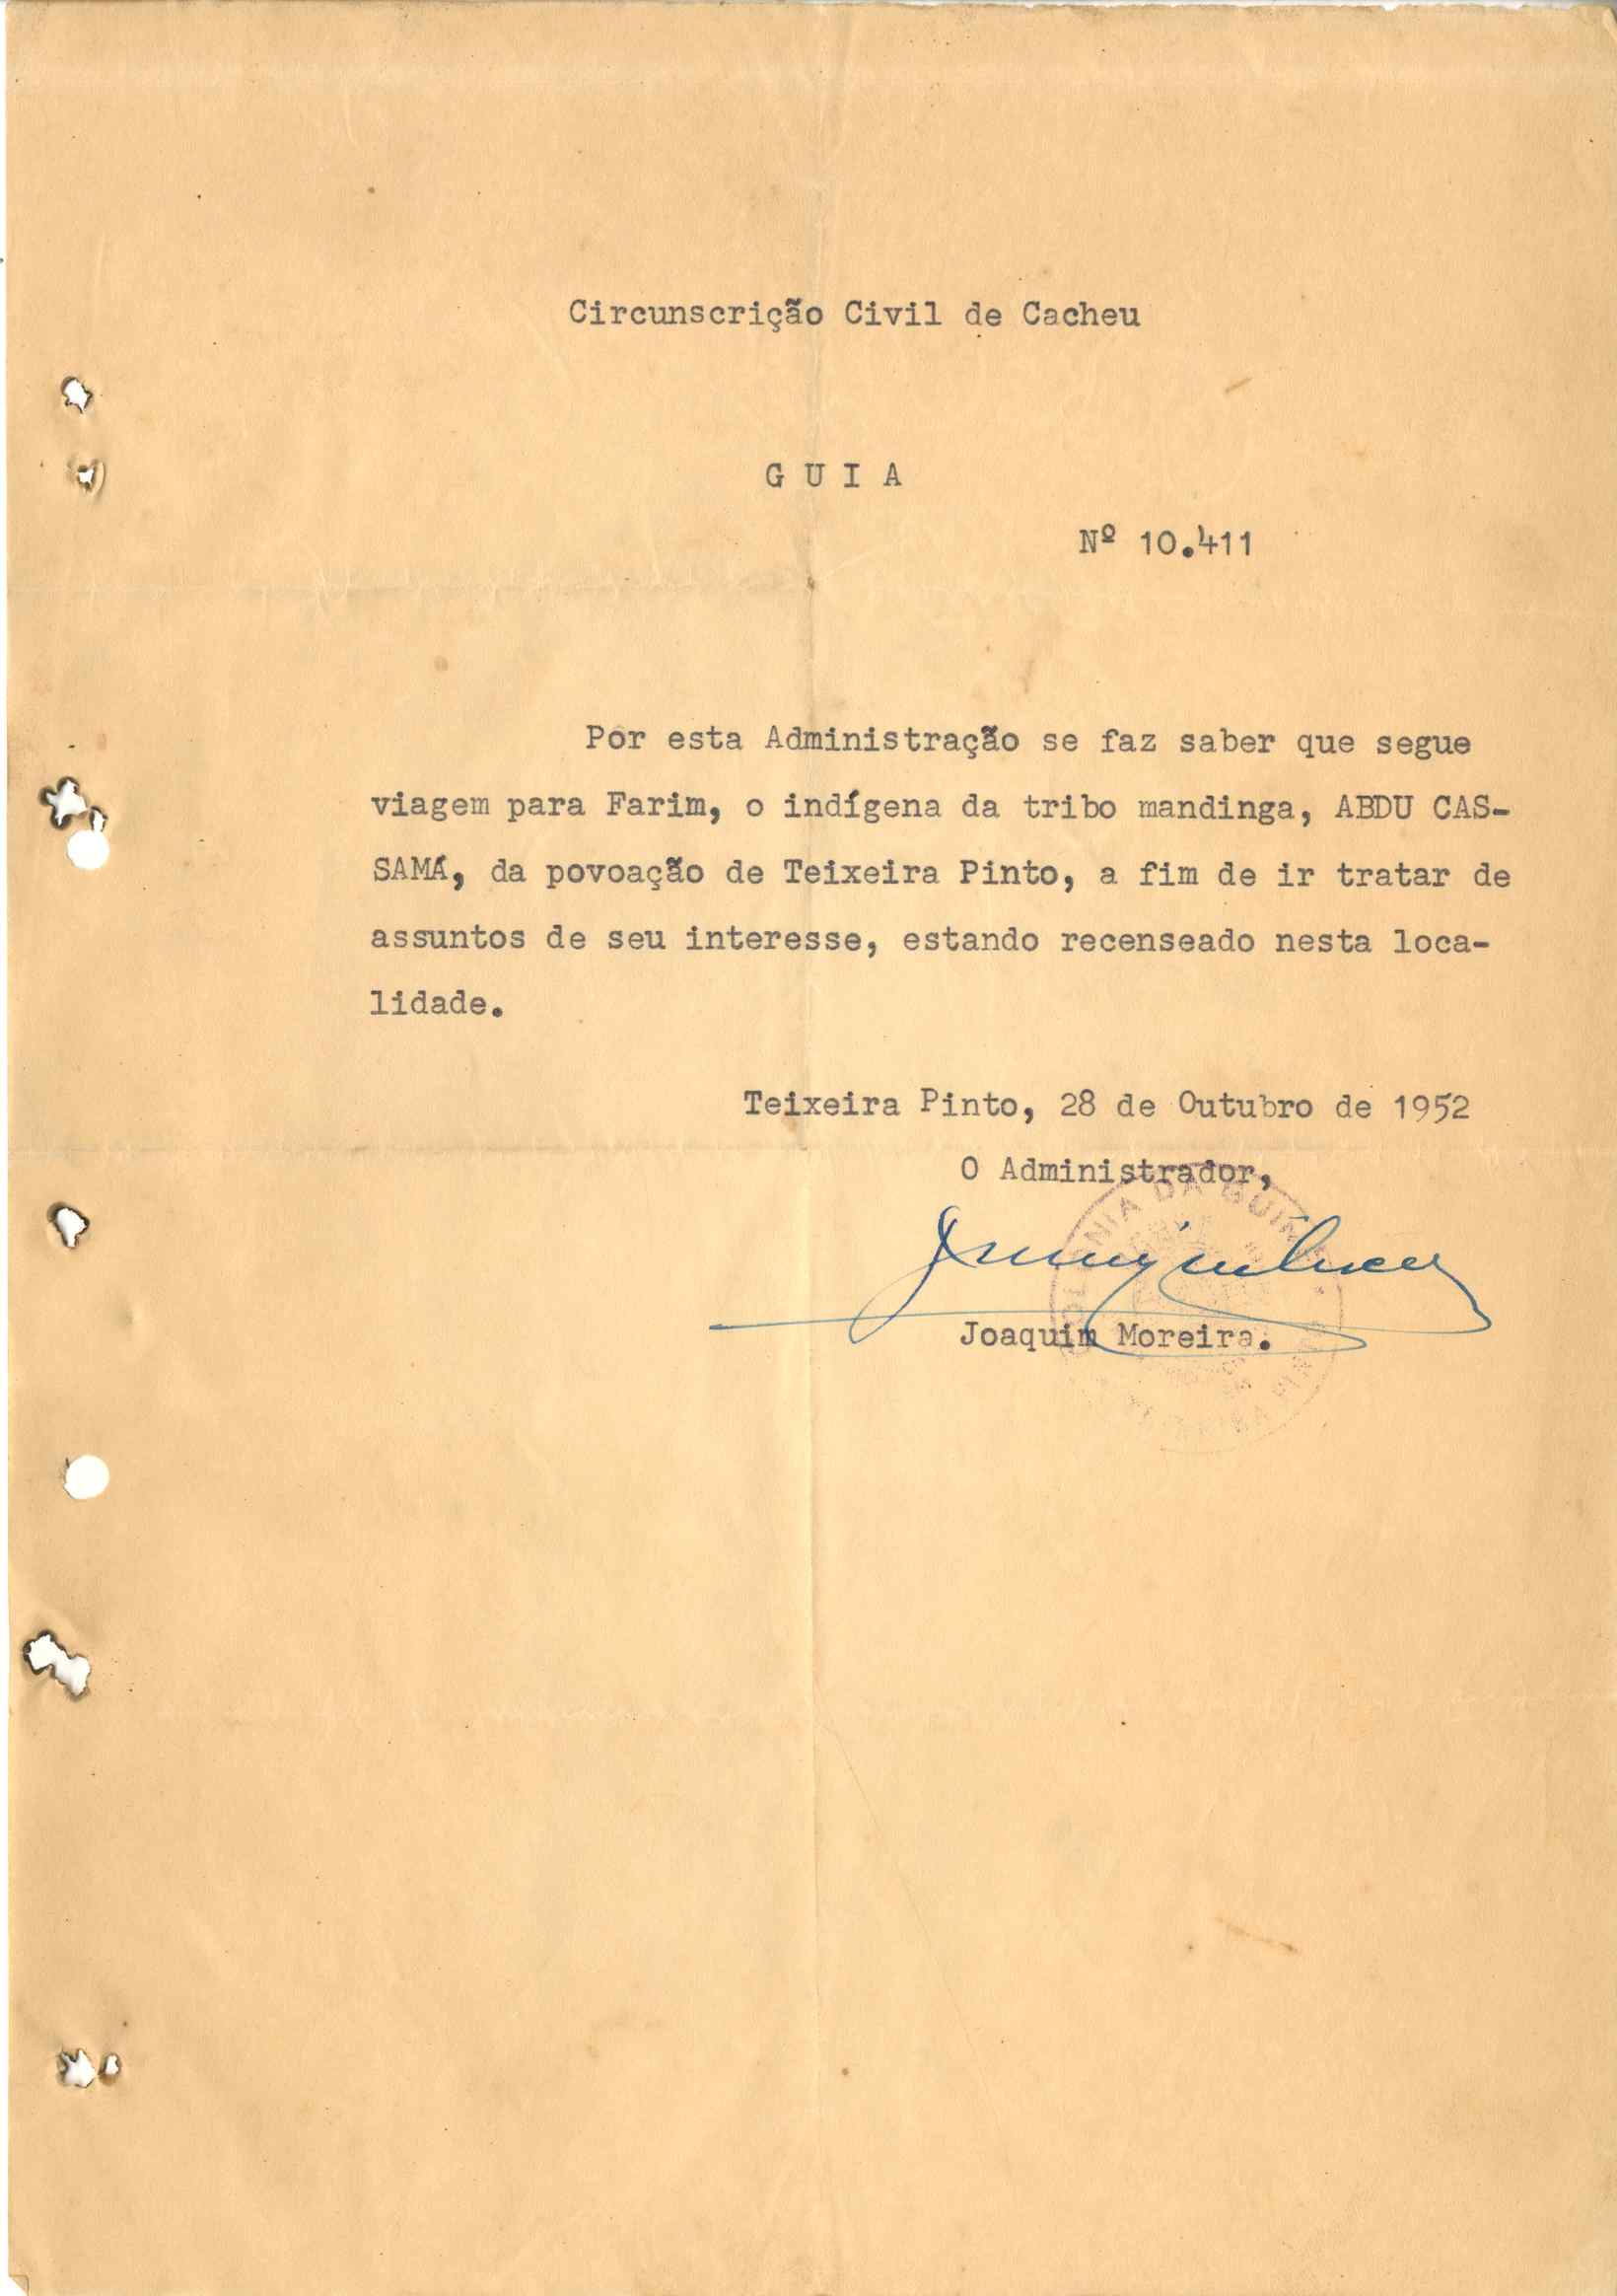 Circunscrição Civil de Cacheu
G U I A
Nº 10.411
Por esta Administração se faz saber que segue
viagem para Farim, o indígena da tribo mandinga, ABDU CAS-
SAMÁ, da povoação de Teixeira Pinto, a fim de ir tratar de
assuntos de seu interesse, estando recenseado nesta loca-
lidade.
Teixeira Pinto, 28 de Outubro de 1952
O Administrador,
Joaquim Moreira.